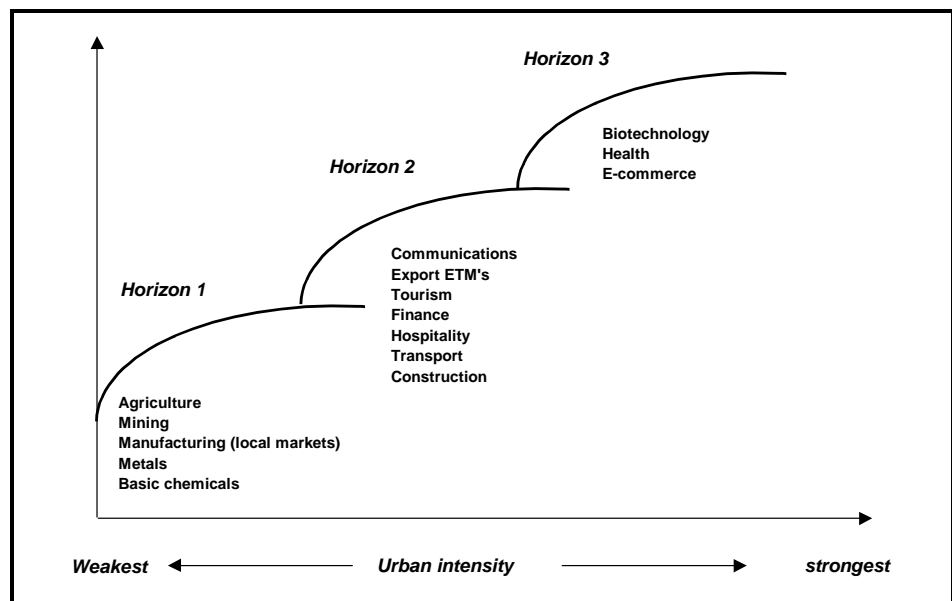 Horizon 3
Biotechnology
Health
E-commerce
Horizon 2
Communications
Export ETM's
Tourism
Finance
Hospitality
Transport
Construction
Horizon 1
Agriculture
Mining
Manufacturing (local markets)
Metals
Basic chemicals
Weakest Urban intensity strongest